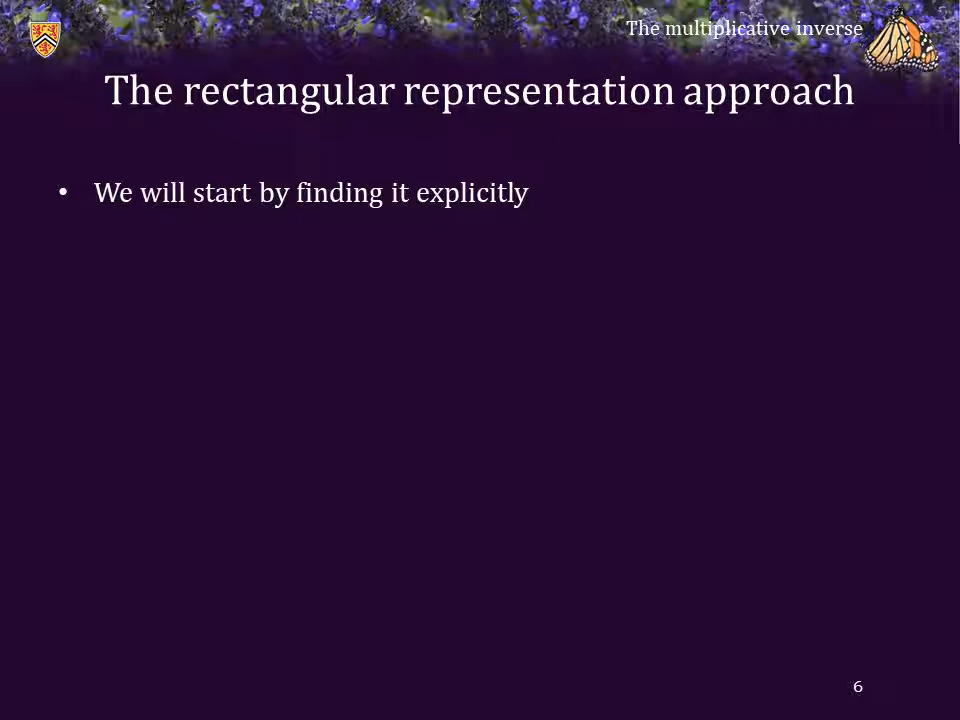 The multiplicative inverse
The rectangular representation approach
• We will start by finding it explicitly
6